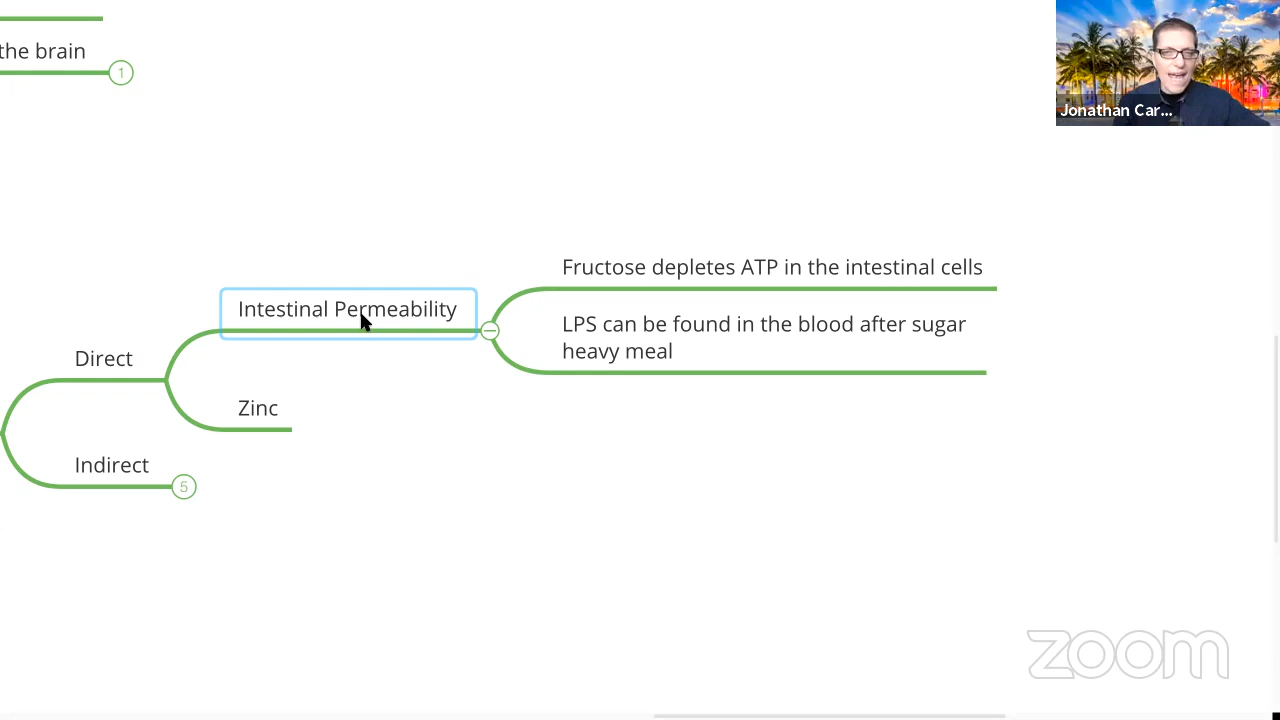 the brain
1
Jonathan Car...
Fructose depletes ATP in the intestinal cells
Intestinal Permeability
LPS can be found in the blood after sugar
heavy meal
Direct
Zinc
Indirect
5
zoom